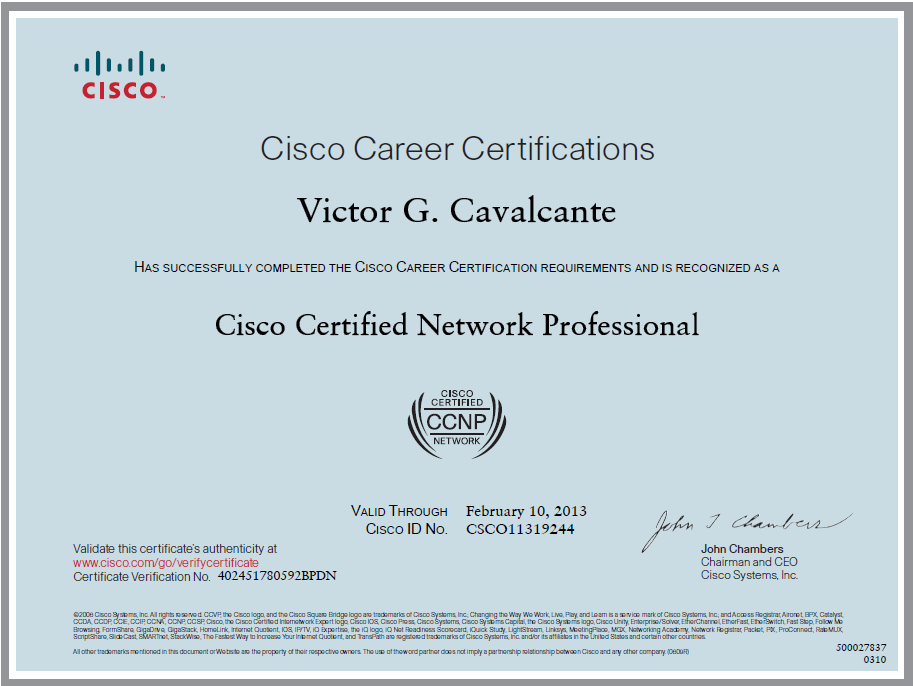 CISCO™
Cisco Career Certifications
Victor G. Cavalcante
HAS SUCCESSFULLY COMPLETED THE CISCO CAREER CERTIFICATION REQUIREMENTS AND IS RECOGNIZED AS A
Cisco Certified Network Professional
CISCO
CERTIFIED
CCNP
NETWORK
VALID THROUGH February 10, 2013
CISCO ID NO. CSCO11319244
Validate this certificate's authenticity at
www.cisco.com/go/verifycertificate
Certificate Verification No. 402451780592BPDN
John T Chambers
John Chambers
Chairman and CEO
Cisco Systems, Inc.
©2006 Cisco Systems, Inc. All rights reserved. CCVP, the Cisco logo, and the Cisco Square Bridge logo are trademarks of Cisco Systems, Inc.; Changing the Way We Work, Live, Play, and Learn is a service mark of Cisco Systems, Inc.; and Access Registrar, Aironet, BPX, Catalyst,
CCDA, CCDP, CCIE, CCIP, CCNA, CCNP, CCSP, Cisco, the Cisco Certified Internetwork Expert logo, Cisco IOS, Cisco Press, Cisco Systems, Cisco Systems Capital, the Cisco Systems logo, Cisco Unity, Enterprise/Solver, EtherChannel, EtherFast, EtherSwitch, Fast Step, Follow Me
Browsing, FormShare, GigaDrive, GigaStack, HomeLink, Internet Quotient, IOS, IP/TV, iQ Expertise, the iQ logo, iQ Net Readiness Scorecard, iQuick Study, LightStream, Linksys, MeetingPlace, MGX, Networking Academy, Network Registrar, Packet, PIX, ProConnect, RateMUX,
ScriptShare, SlideCast, SMARTnet, StackWise, The Fastest Way to Increase Your Internet Quotient, and TransPath are registered trademarks of Cisco Systems, Inc. and/or its affiliates in the United States and certain other countries.
All other trademarks mentioned in this document or Website are the property of their respective owners. The use of the word partner does not imply a partnership relationship between Cisco and any other company. (0609R)
500027837
0310